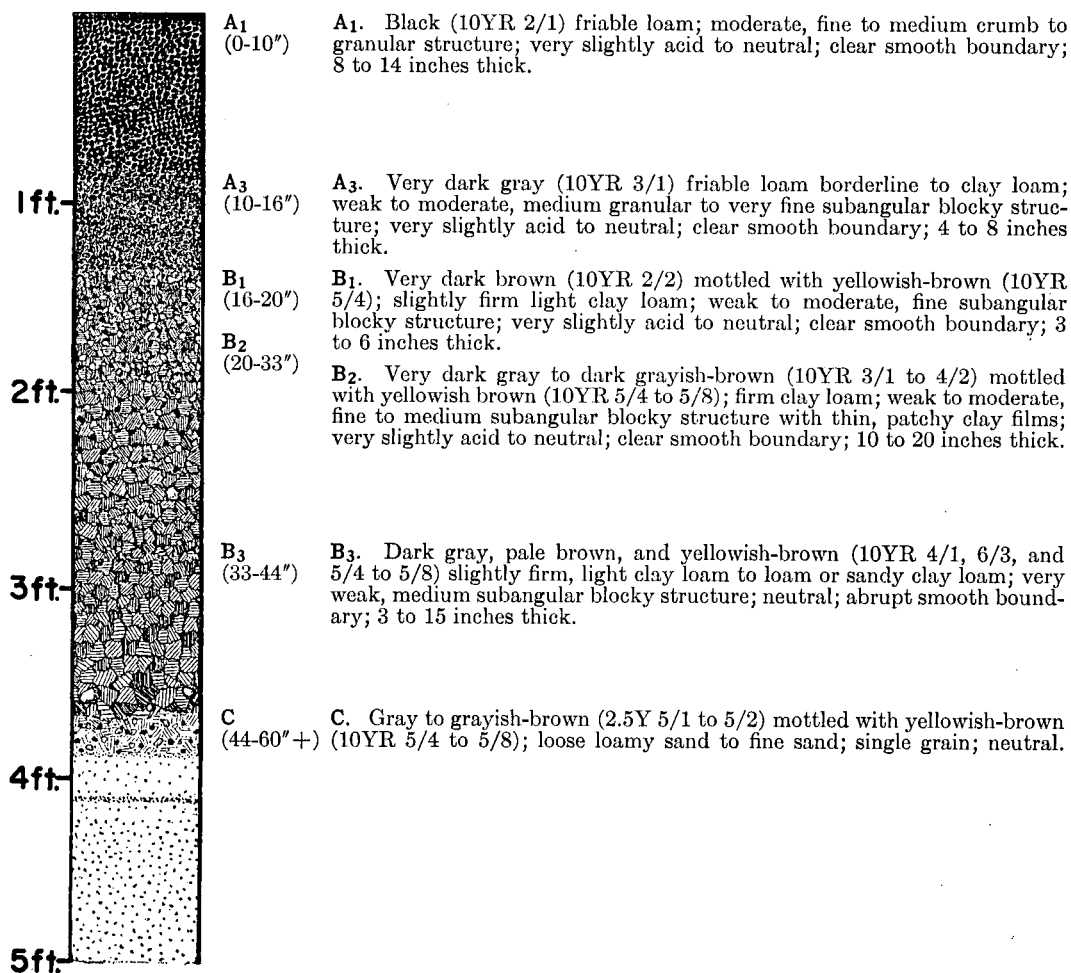 A1
(0-10")
A1. Black (10YR 2/1) friable loam; moderate, fine to medium crumb to
granular structure; very slightly acid to neutral; clear smooth boundary;
8 to 14 inches thick.
1ft.
A3
(10-16")
A3. Very dark gray (10YR 3/1) friable loam borderline to clay loam;
weak to moderate, medium granular to very fine subangular blocky struc-
ture; very slightly acid to neutral; clear smooth boundary; 4 to 8 inches
thick.
B1
(16-20")
B1. Very dark brown (10YR 2/2) mottled with yellowish-brown (10YR
5/4); slightly firm light clay loam; weak to moderate, fine subangular
blocky structure; very slightly acid to neutral; clear smooth boundary; 3
to 6 inches thick.
B2
(20-33")
2ft.
B2. Very dark gray to dark grayish-brown (10YR 3/1 to 4/2) mottled
with yellowish brown (10YR 5/4 to 5/8); firm clay loam; weak to moderate,
fine to medium subangular blocky structure with thin, patchy clay films;
very slightly acid to neutral; clear smooth boundary; 10 to 20 inches thick.
B3
(33-44")
3ft.
B3. Dark gray, pale brown, and yellowish-brown (10YR 4/1, 6/3, and
5/4 to 5/8) slightly firm, light clay loam to loam or sandy clay loam; very
weak, medium subangular blocky structure; neutral; abrupt smooth bound-
ary; 3 to 15 inches thick.
C
(44-60"+)
C. Gray to grayish-brown (2.5Y 5/1 to 5/2) mottled with yellowish-brown
(10YR 5/4 to 5/8); loose loamy sand to fine sand; single grain; neutral.
4ft.
5ft.